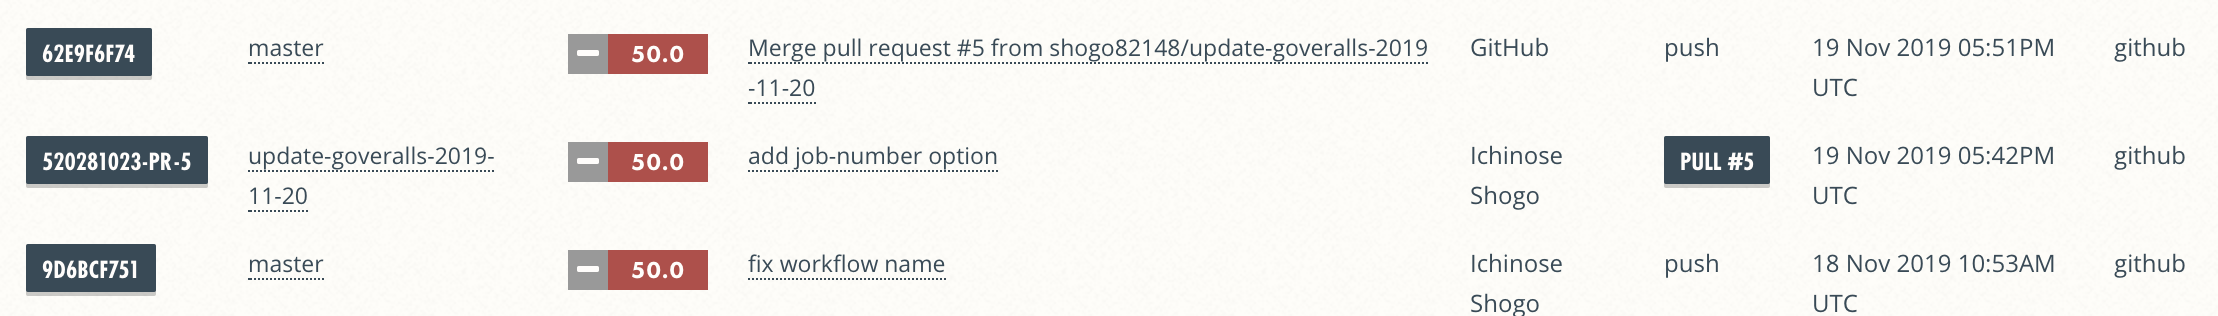 62E9F6F74 master 50.0 Merge pull request #5 from shogo82148/update-goveralls-2019 GitHub push 19 Nov 2019 05:51PM github
-11-20 UTC
520281023-PR-5 update-goveralls-2019- 50.0 add job-number option Ichinose PULL #5 19 Nov 2019 05:42PM github
11-20 Shogo UTC
9D6BCF751 master 50.0 fix workflow name Ichinose push 18 Nov 2019 10:53AM github
Shogo UTC